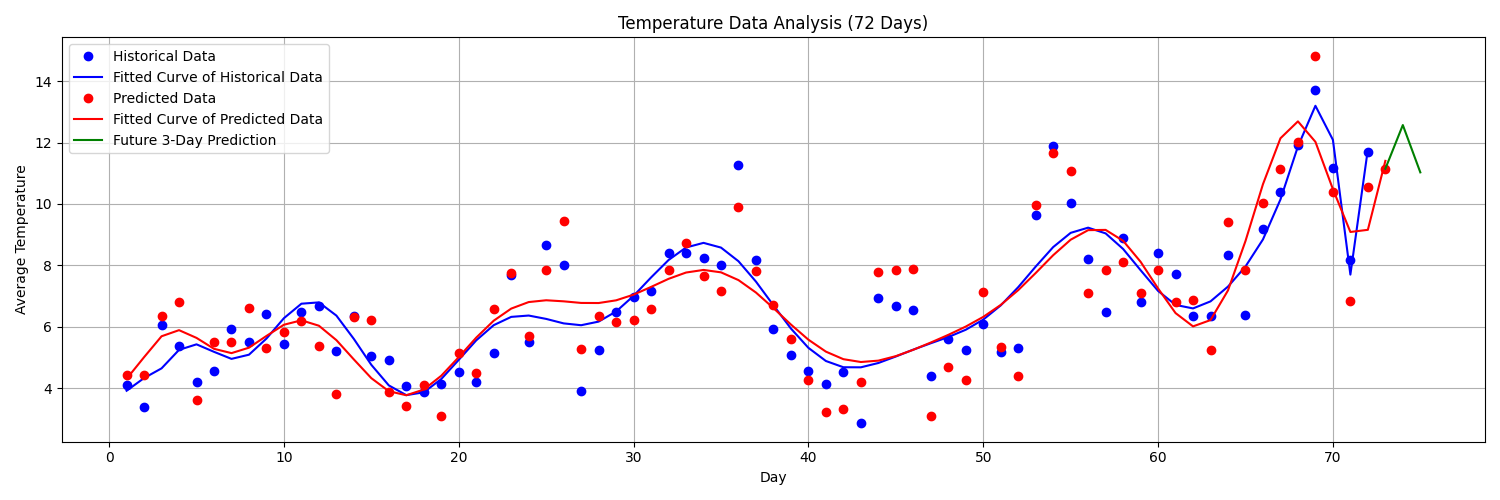 Temperature Data Analysis (72 Days)
Historical Data
Fitted Curve of Historical Data
Predicted Data
Fitted Curve of Predicted Data
Future 3-Day Prediction
Average Temperature
14
12
10
8
6
4
0 10 20 30 40 50 60 70
Day